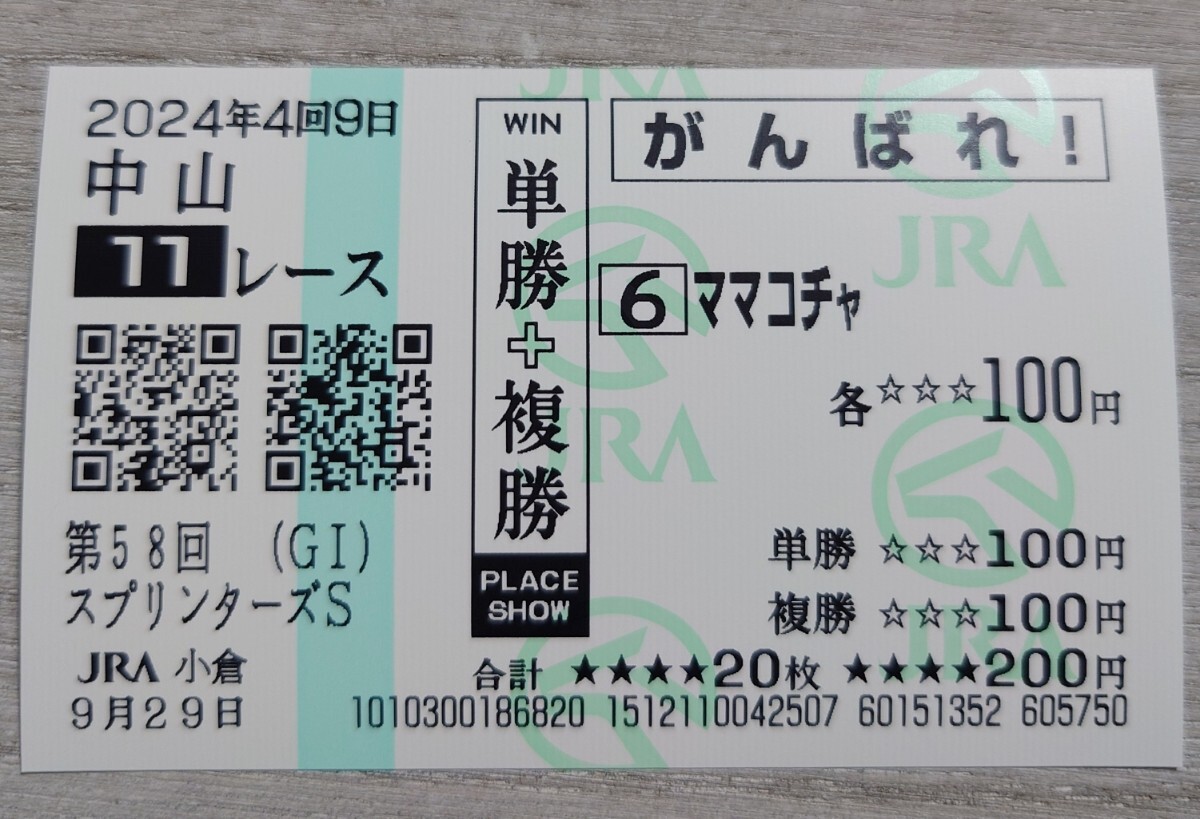 2024年4回9日
中山
11レース
第58回 (GI)
スプリンターズS
JRA 小倉
9月29日
WIN
単勝+複勝
PLACE
SHOW
がんばれ!
6 ママコチャ
各☆☆☆100円
単勝 ☆☆☆100円
複勝 ☆☆☆100円
合計 ★★★★20枚 ★★★★200円
1010300186820 1512110042507 60151352 605750
JRA
JRA
JRA
JRA